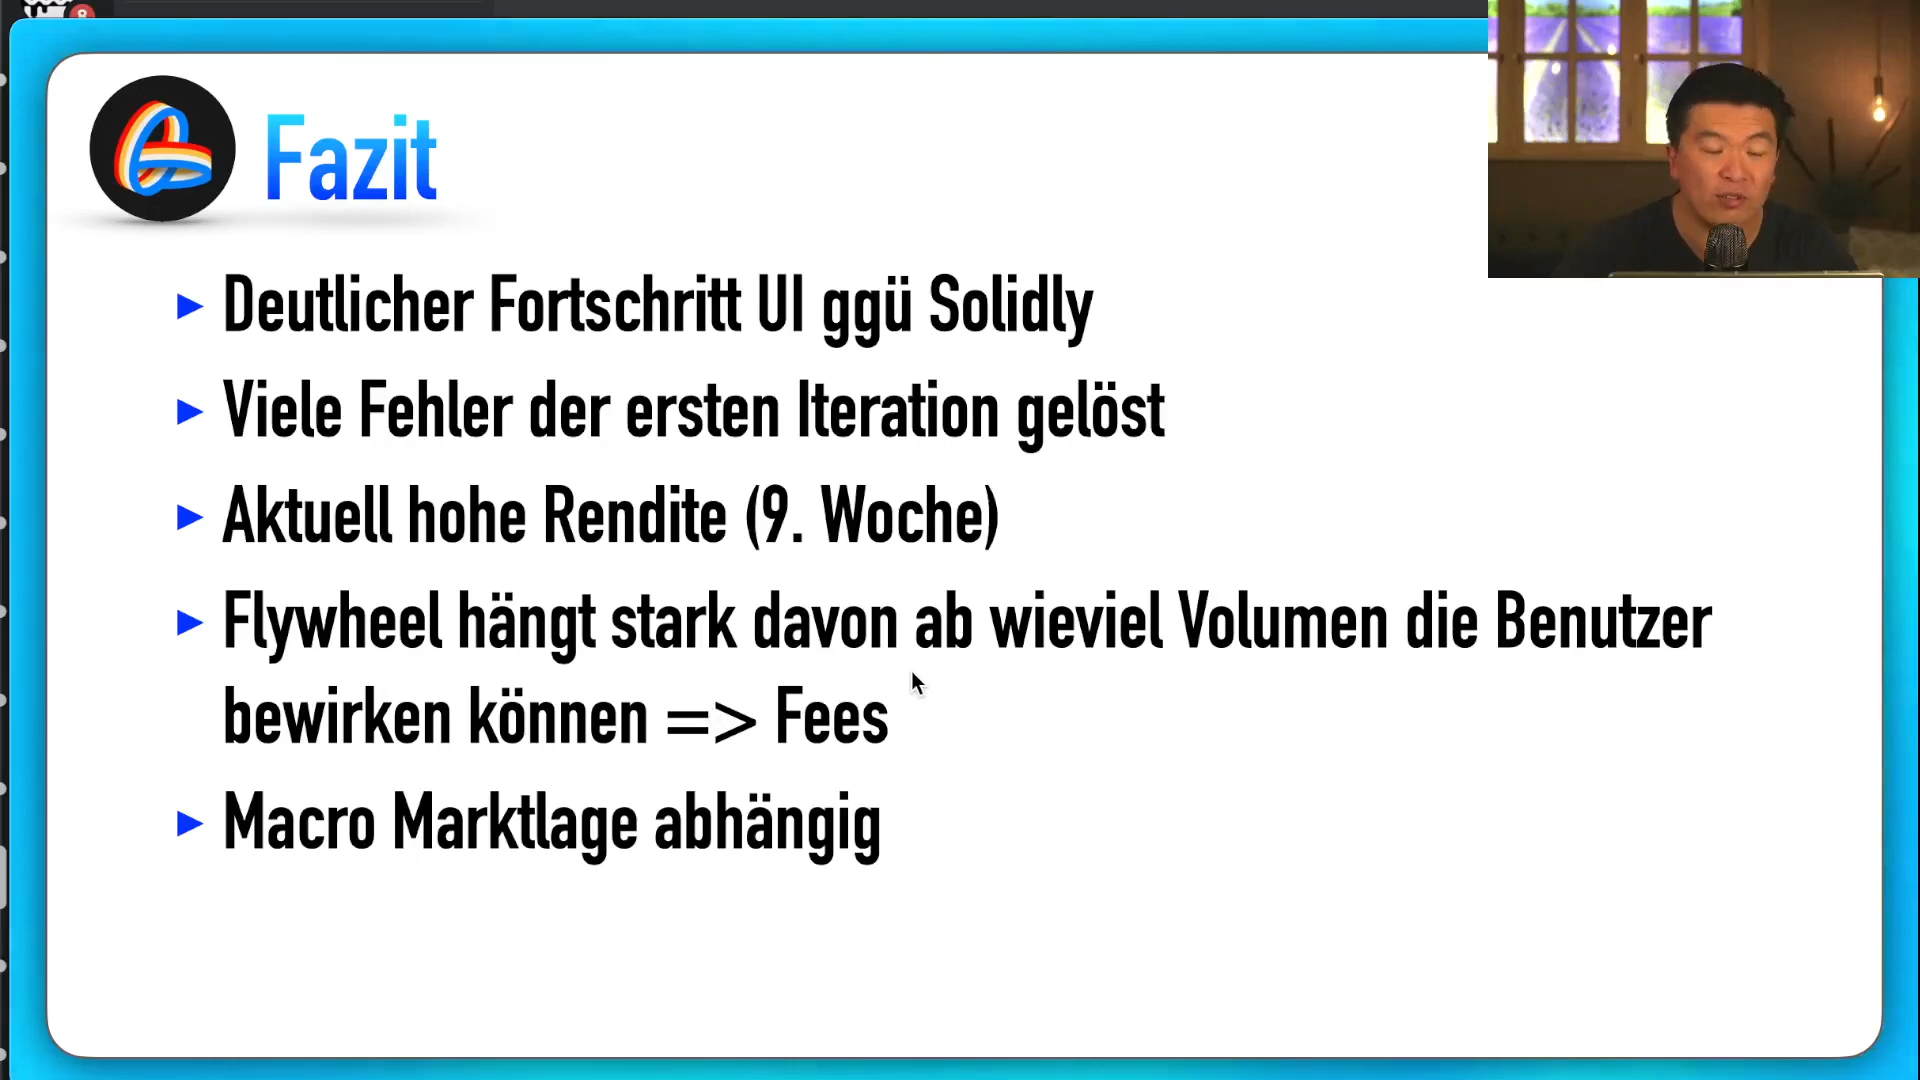 8
Fazit
Deutlicher Fortschritt UI ggü Solidly
Viele Fehler der ersten Iteration gelöst
Aktuell hohe Rendite (9. Woche)
Flywheel hängt stark davon ab wieviel Volumen die Benutzer
bewirken können => Fees
Macro Marktlage abhängig